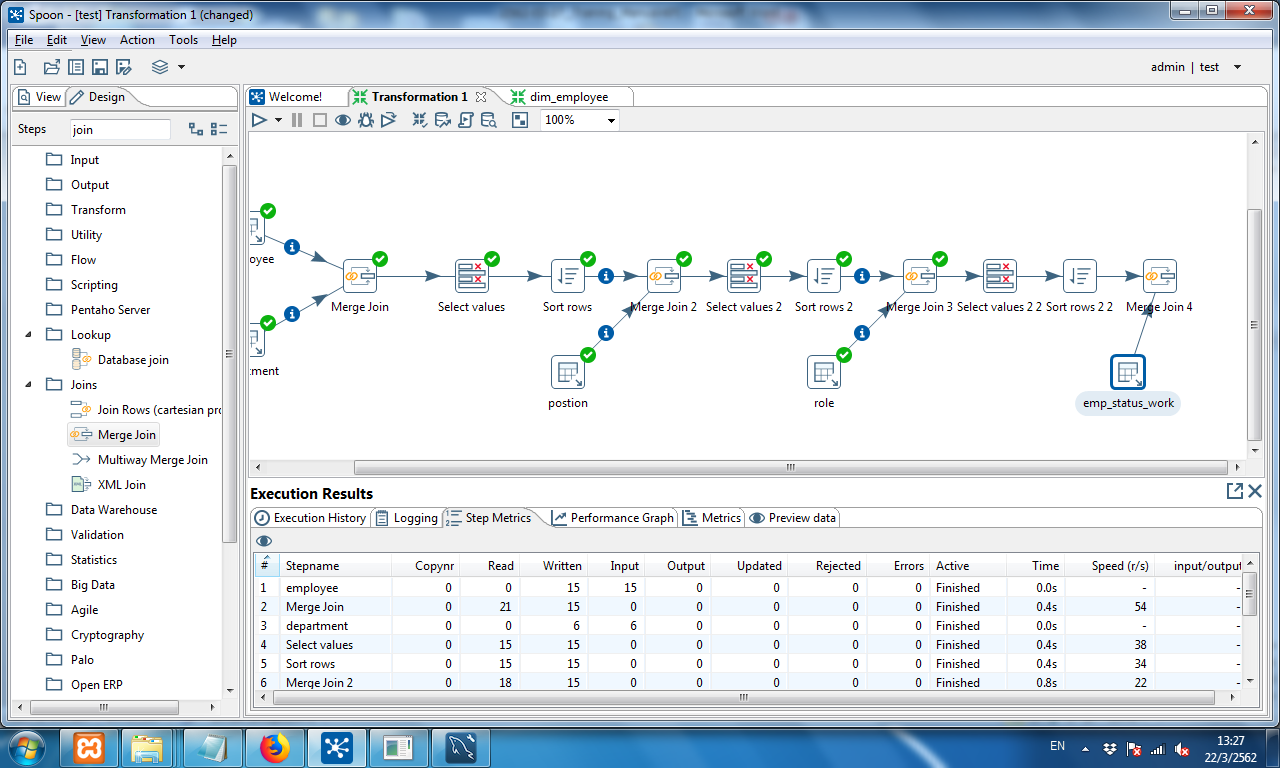 Spoon - [test] Transformation 1 (changed)
File Edit View Action Tools Help
admin | test
View Design
Welcome! Transformation 1 dim_employee
Steps join
100%
Input
Output
Transform
Utility
Flow
Scripting
Pentaho Server
Lookup
Database join
Joins
Join Rows (cartesian pro
Merge Join
Multiway Merge Join
XML Join
Data Warehouse
Validation
Statistics
Big Data
Agile
Cryptography
Palo
Open ERP
oyee
Merge Join Select values Sort rows Merge Join 2 Select values 2 Sort rows 2 Merge Join 3 Select values 2 2 Sort rows 2 2 Merge Join 4
tment
postion role emp_status_work
Execution Results
Execution History Logging Step Metrics Performance Graph Metrics Preview data
# Stepname Copynr Read Written Input Output Updated Rejected Errors Active Time Speed (r/s) input/output
1 employee 0 0 15 15 0 0 0 0 Finished 0.0s - -
2 Merge Join 0 21 15 0 0 0 0 0 Finished 0.4s 54 -
3 department 0 0 6 6 0 0 0 0 Finished 0.0s - -
4 Select values 0 15 15 0 0 0 0 0 Finished 0.4s 38 -
5 Sort rows 0 15 15 0 0 0 0 0 Finished 0.4s 34 -
6 Merge Join 2 0 18 15 0 0 0 0 0 Finished 0.8s 22 -
EN
13:27
22/3/2562